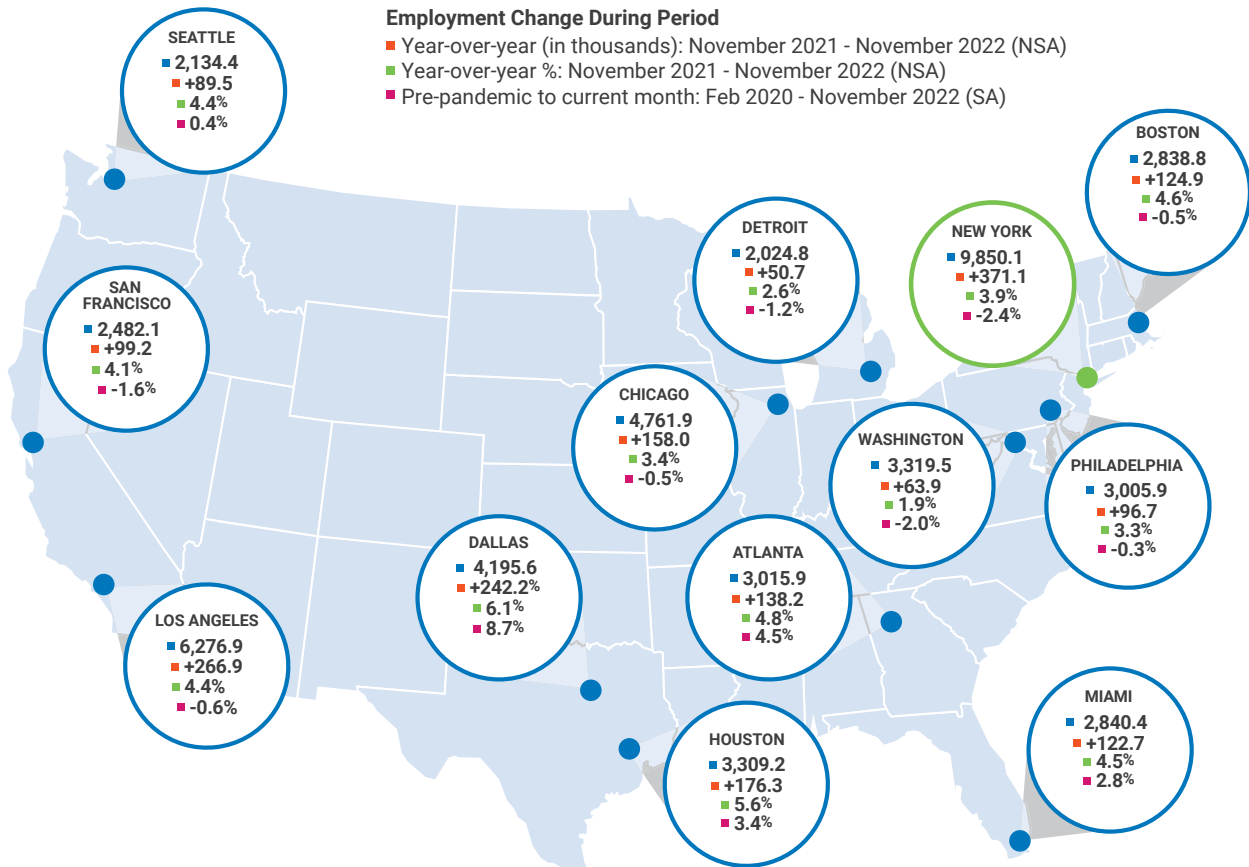 Employment Change During Period
Year-over-year (in thousands): November 2021 - November 2022 (NSA)
Year-over-year %: November 2021 - November 2022 (NSA)
Pre-pandemic to current month: Feb 2020 - November 2022 (SA)
SEATTLE
2,134.4
+89.5
4.4%
0.4%
BOSTON
2,838.8
+124.9
4.6%
-0.5%
DETROIT
2,024.8
+50.7
2.6%
-1.2%
NEW YORK
9,850.1
+371.1
3.9%
-2.4%
SAN
FRANCISCO
2,482.1
+99.2
4.1%
-1.6%
CHICAGO
4,761.9
+158.0
3.4%
-0.5%
WASHINGTON
3,319.5
+63.9
1.9%
-2.0%
PHILADELPHIA
3,005.9
+96.7
3.3%
-0.3%
DALLAS
4,195.6
+242.2%
6.1%
8.7%
ATLANTA
3,015.9
+138.2
4.8%
4.5%
LOS ANGELES
6,276.9
+266.9
4.4%
-0.6%
HOUSTON
3,309.2
+176.3
5.6%
3.4%
MIAMI
2,840.4
+122.7
4.5%
2.8%